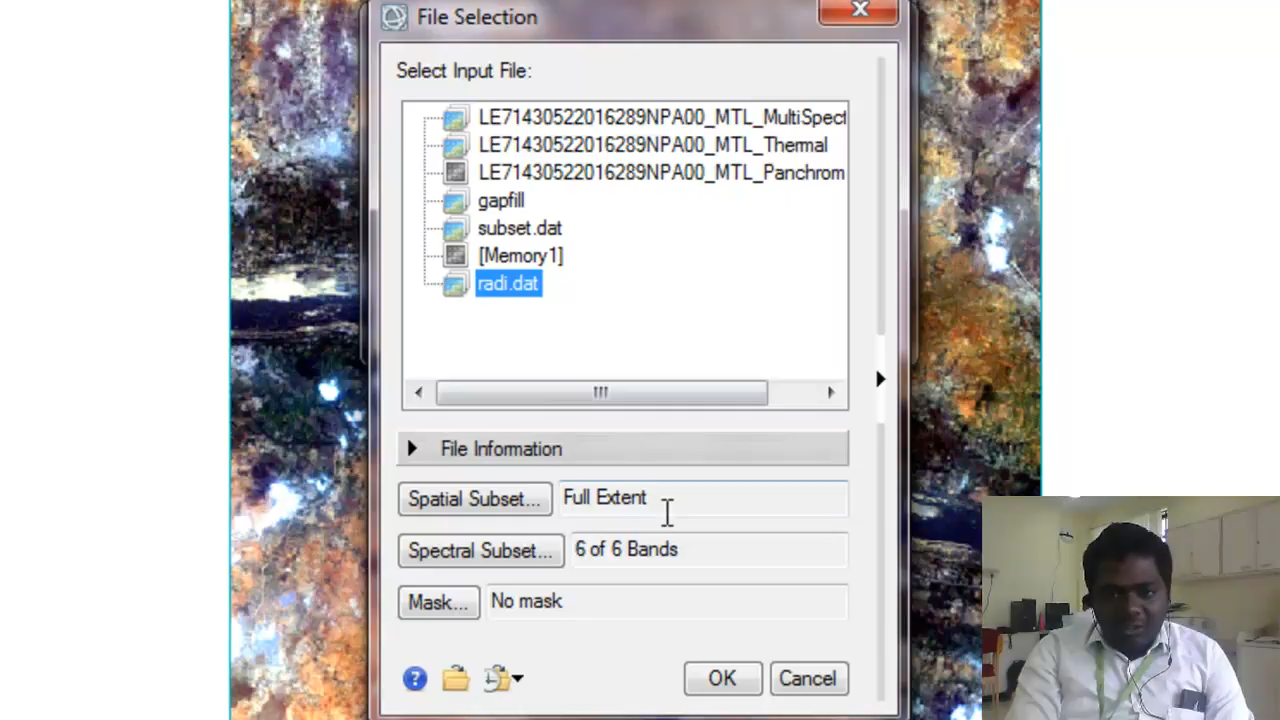 File Selection
Select Input File:
LE71430522016289NPA00_MTL_MultiSpect
LE71430522016289NPA00_MTL_Thermal
LE71430522016289NPA00_MTL_Panchrom
gapfill
subset.dat
[Memory1]
radi.dat
File Information
Spatial Subset... Full Extent
Spectral Subset... 6 of 6 Bands
Mask... No mask
OK Cancel